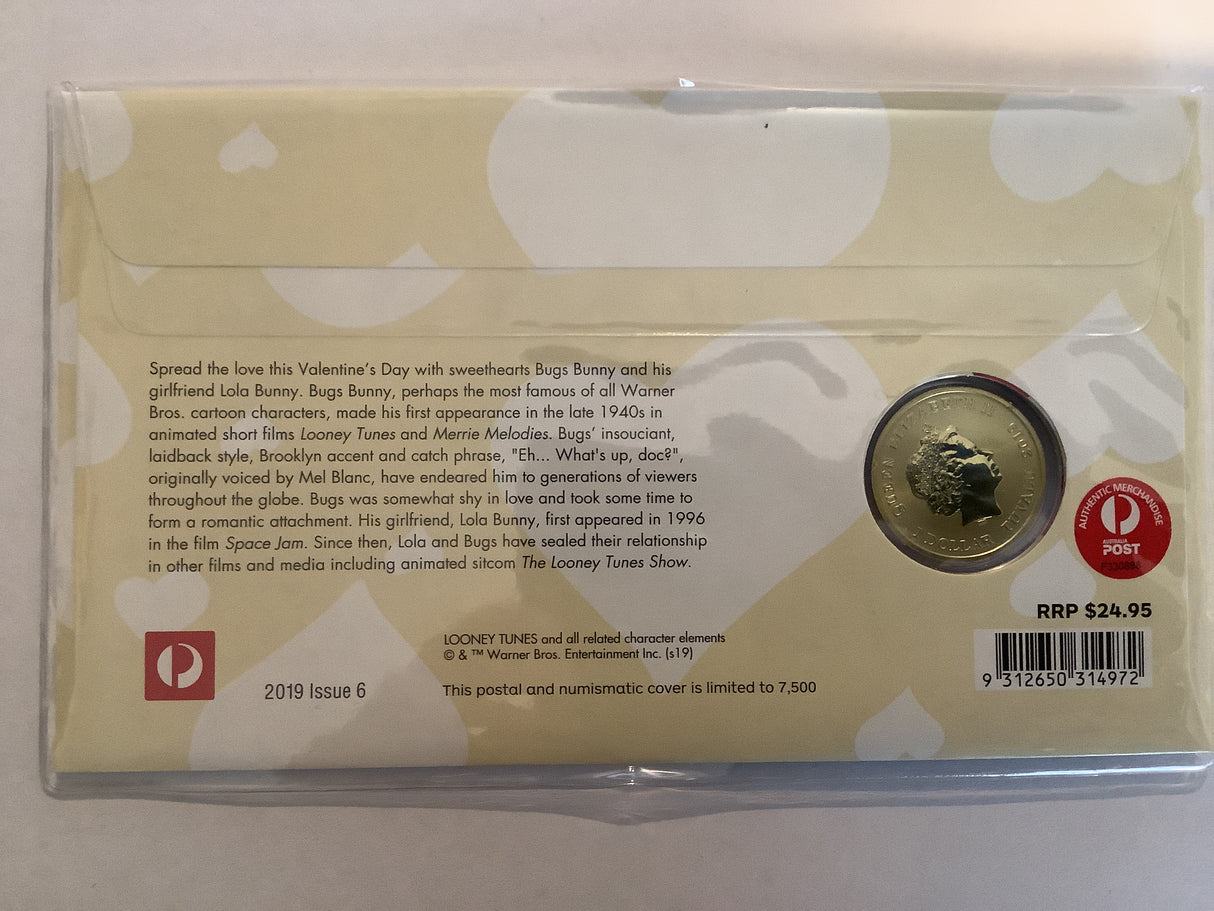 Spread the love this Valentine's Day with sweethearts Bugs Bunny and his
girlfriend Lola Bunny. Bugs Bunny, perhaps the most famous of all Warner
Bros. cartoon characters, made his first appearance in the late 1940s in
animated short films Looney Tunes and Merrie Melodies. Bugs' insouciant,
laidback style, Brooklyn accent and catch phrase, "Eh... What's up, doc?",
originally voiced by Mel Blanc, have endeared him to generations of viewers
throughout the globe. Bugs was somewhat shy in love and took some time to
form a romantic attachment. His girlfriend, Lola Bunny, first appeared in 1996
in the film Space Jam. Since then, Lola and Bugs have sealed their relationship
in other films and media including animated sitcom The Looney Tunes Show.
QUEEN ELIZABETH II TUVALU 2019
1 DOLLAR
AUTHENTIC MERCHANDISE
AUSTRALIA
POST
RRP $24.95
9 312650 314972
LOONEY TUNES and all related character elements
© & ™ Warner Bros. Entertainment Inc. (s19)
2019 Issue 6
This postal and numismatic cover is limited to 7,500